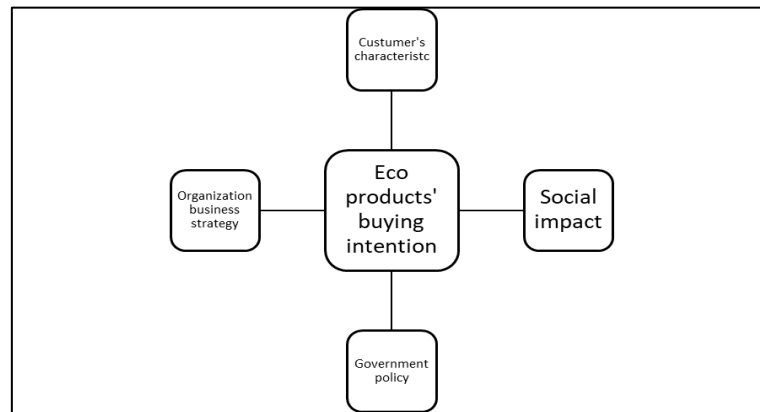 Custumer's
characteristc
Organization
business
strategy
Eco
products'
buying
intention
Social
impact
Government
policy